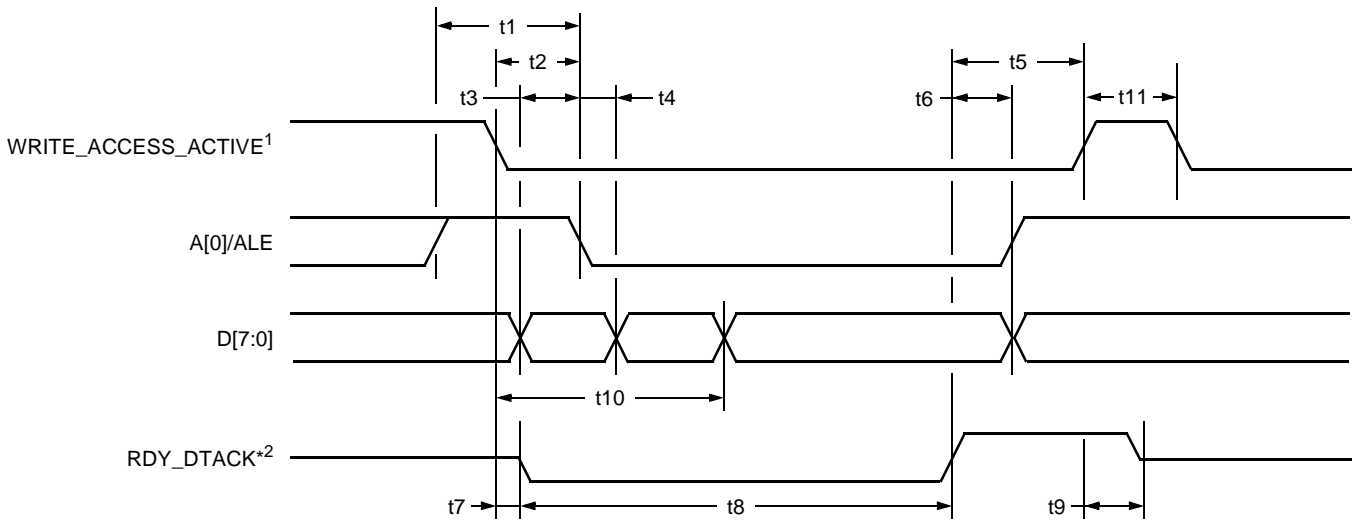 t1
t2
t5
t3
t4
t6
t11
WRITE_ACCESS_ACTIVE1
A[0]/ALE
D[7:0]
t10
RDY_DTACK*2
t7
t8
t9